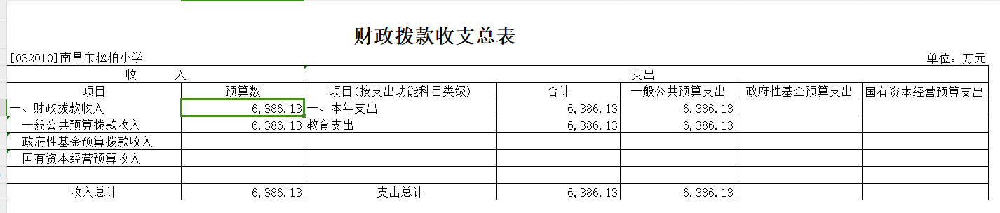 财政拨款收支总表
[032010]南昌市松柏小学 单位：万元
收 入 支出
项目 预算数 项目(按支出功能科目类级) 合计 一般公共预算支出 政府性基金预算支出 国有资本经营预算支出
一、财政拨款收入 6,386.13 一、本年支出 6,386.13 6,386.13
一般公共预算拨款收入 6,386.13 教育支出 6,386.13 6,386.13
政府性基金预算拨款收入
国有资本经营预算收入
收入总计 6,386.13 支出总计 6,386.13 6,386.13